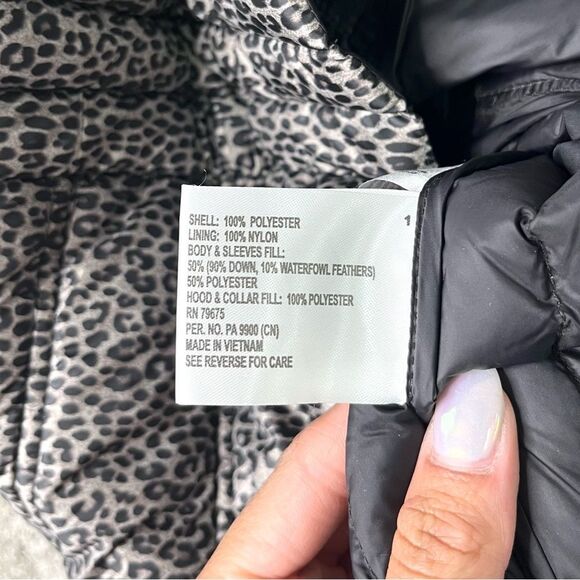 SHELL: 100% POLYESTER
LINING: 100% NYLON
BODY & SLEEVES FILL:
50% (90% DOWN, 10% WATERFOWL FEATHERS)
50% POLYESTER
HOOD & COLLAR FILL: 100% POLYESTER
RN 79675
PER. NO. PA 9900 (CN)
MADE IN VIETNAM
SEE REVERSE FOR CARE
1